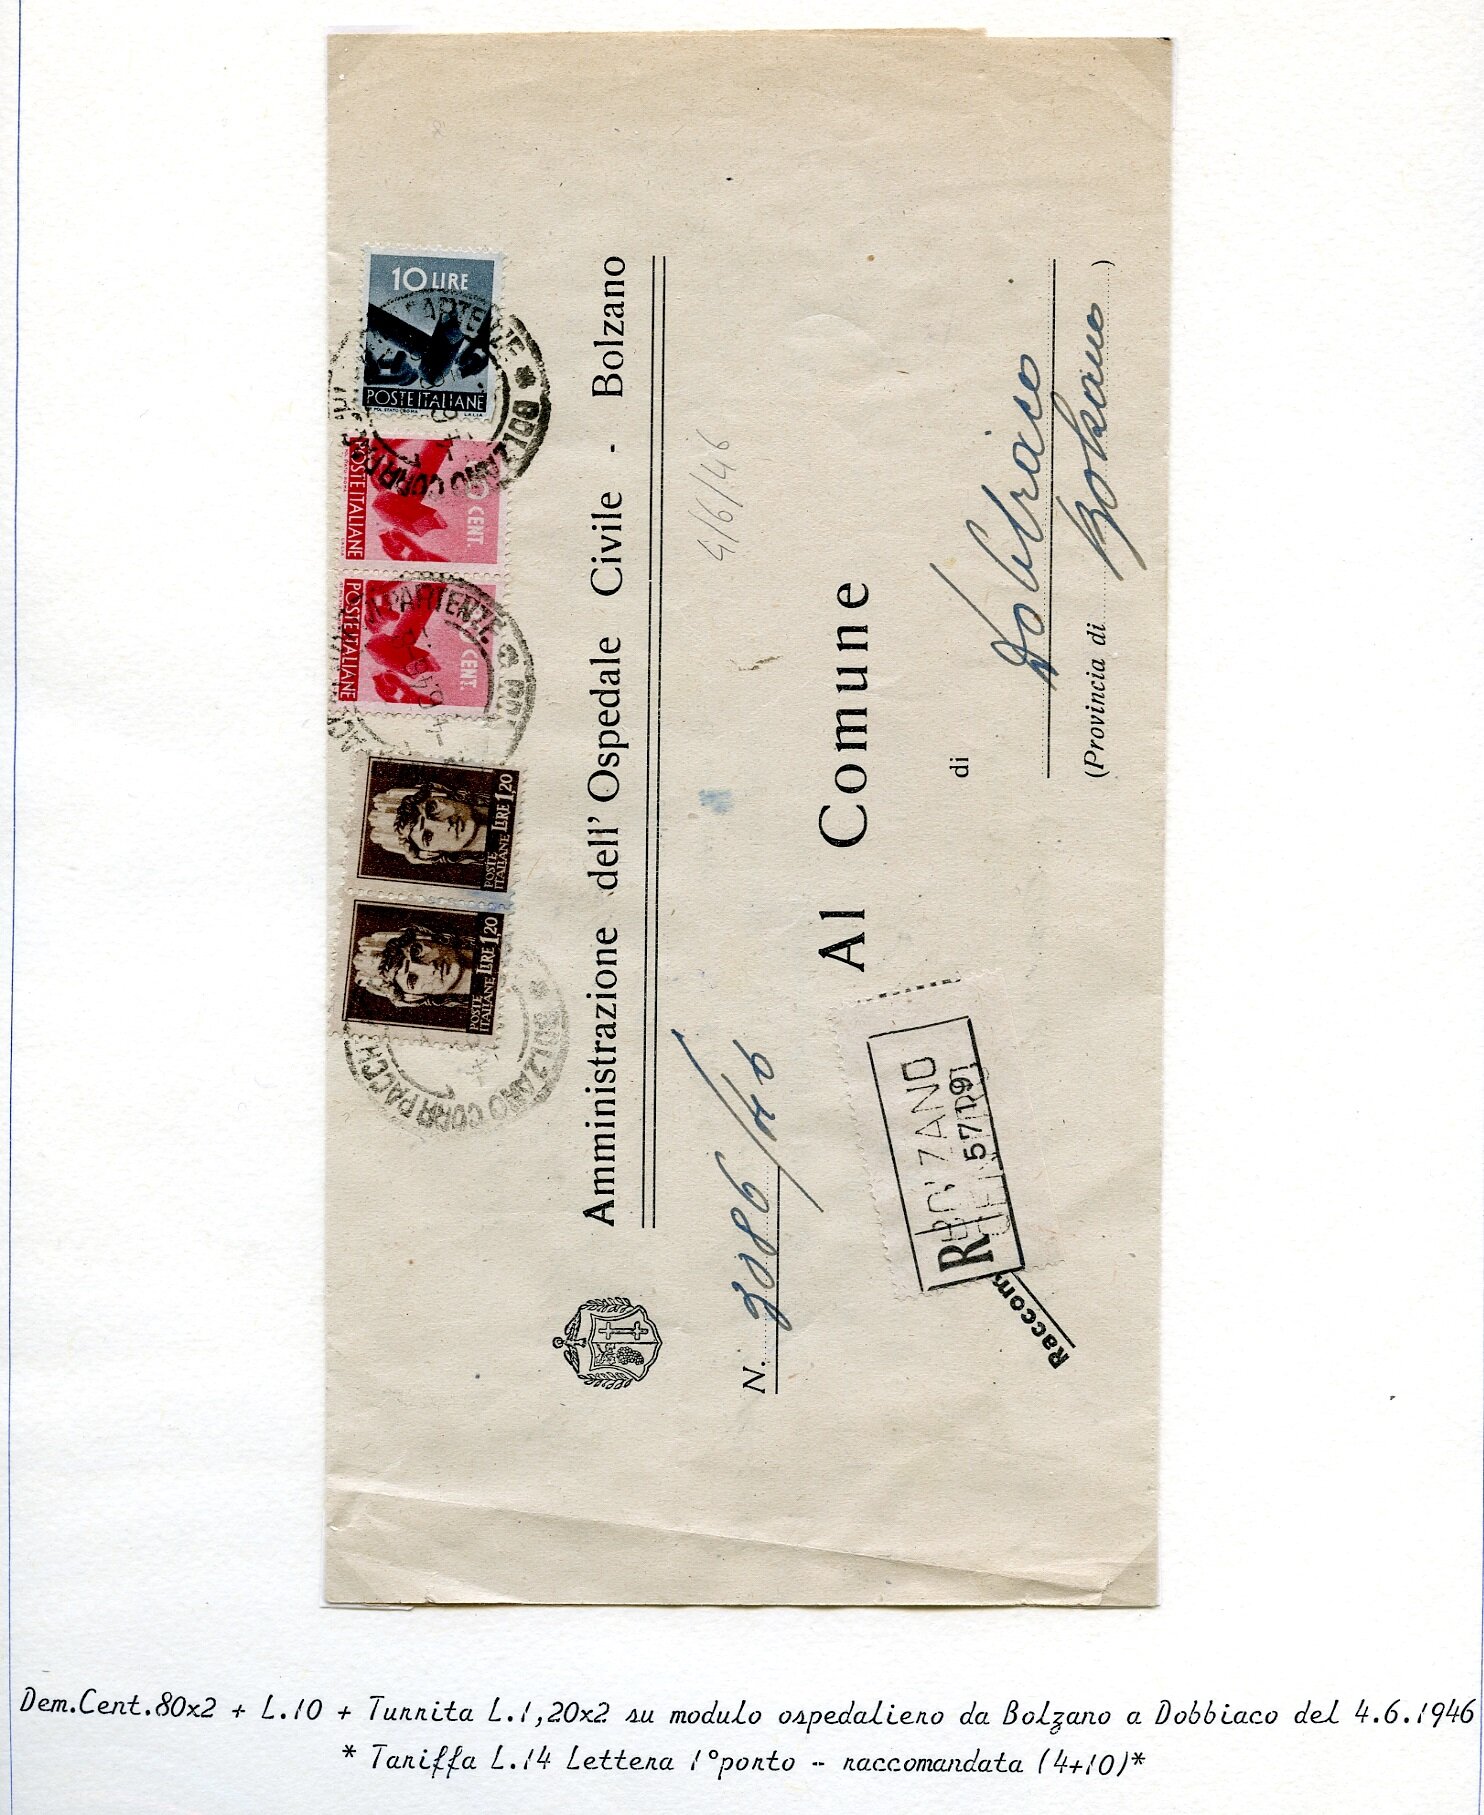 10 LIRE
POSTE ITALIANE
CENT.
POSTE ITALIANE
CENT.
POSTE ITALIANE
LIRE 1,20
POSTE
ITALIANE
LIRE 1,20
POSTE
ITALIANE
Amministrazione dell' Ospedale Civile - Bolzano
4/6/46
N. 3086/46
Al Comune
di Dobbiaco
(Provincia di Bolzano)
R BOLZANO
57191
Raccom
Dem.Cent.80x2 + L.10 + Turrita L.1,20x2 su modulo ospedaliero da Bolzano a Dobbiaco del 4.6.1946
* Tariffa L.14 Lettera 1°porto - raccomandata (4+10)*